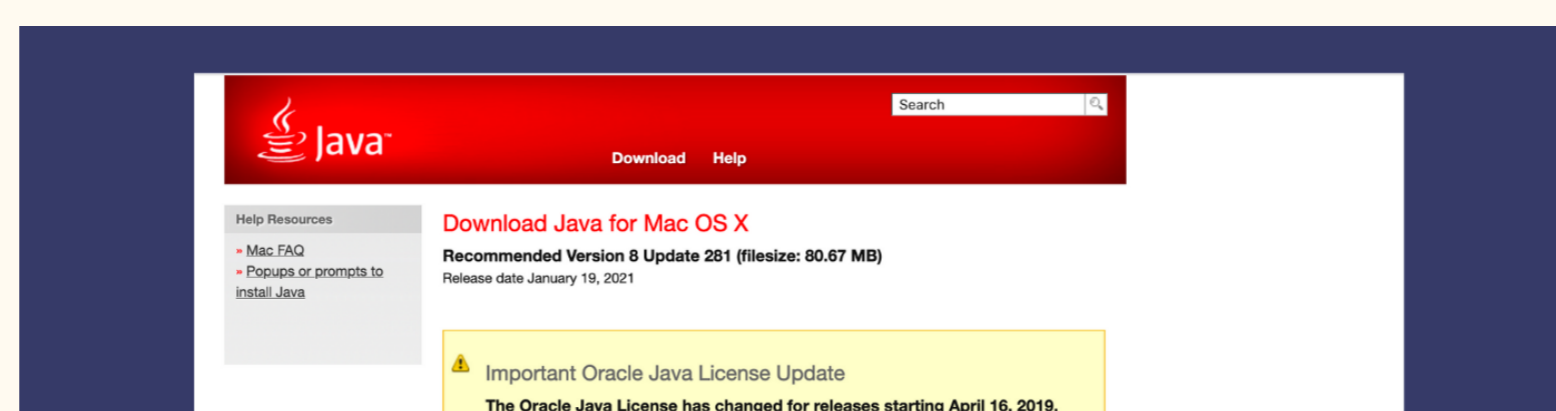 Java™
Search
Download Help
Help Resources
» Mac FAQ
» Popups or prompts to
install Java
Download Java for Mac OS X
Recommended Version 8 Update 281 (filesize: 80.67 MB)
Release date January 19, 2021
Important Oracle Java License Update
The Oracle Java License has changed for releases starting April 16, 2019.